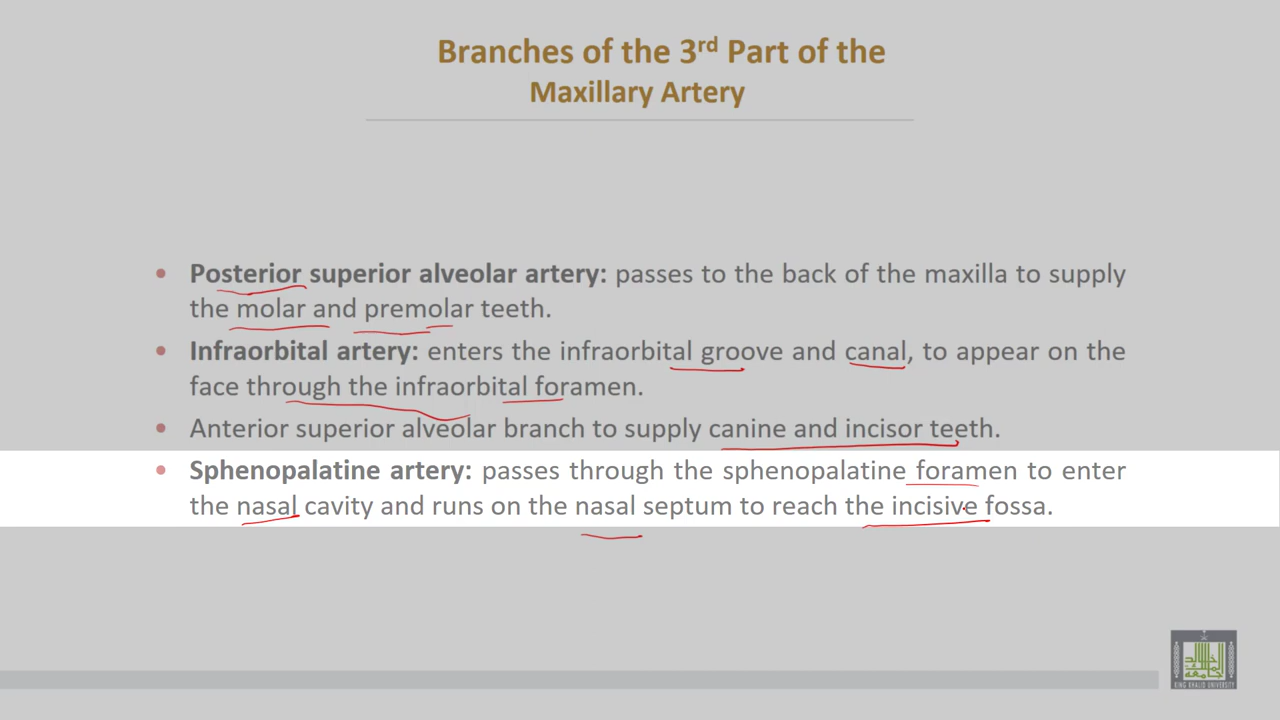 Branches of the 3rd Part of the
Maxillary Artery
• Posterior superior alveolar artery: passes to the back of the maxilla to supply
the molar and premolar teeth.
• Infraorbital artery: enters the infraorbital groove and canal, to appear on the
face through the infraorbital foramen.
• Anterior superior alveolar branch to supply canine and incisor teeth.
• Sphenopalatine artery: passes through the sphenopalatine foramen to enter
the nasal cavity and runs on the nasal septum to reach the incisive fossa.
KING KHALID UNIVERSITY